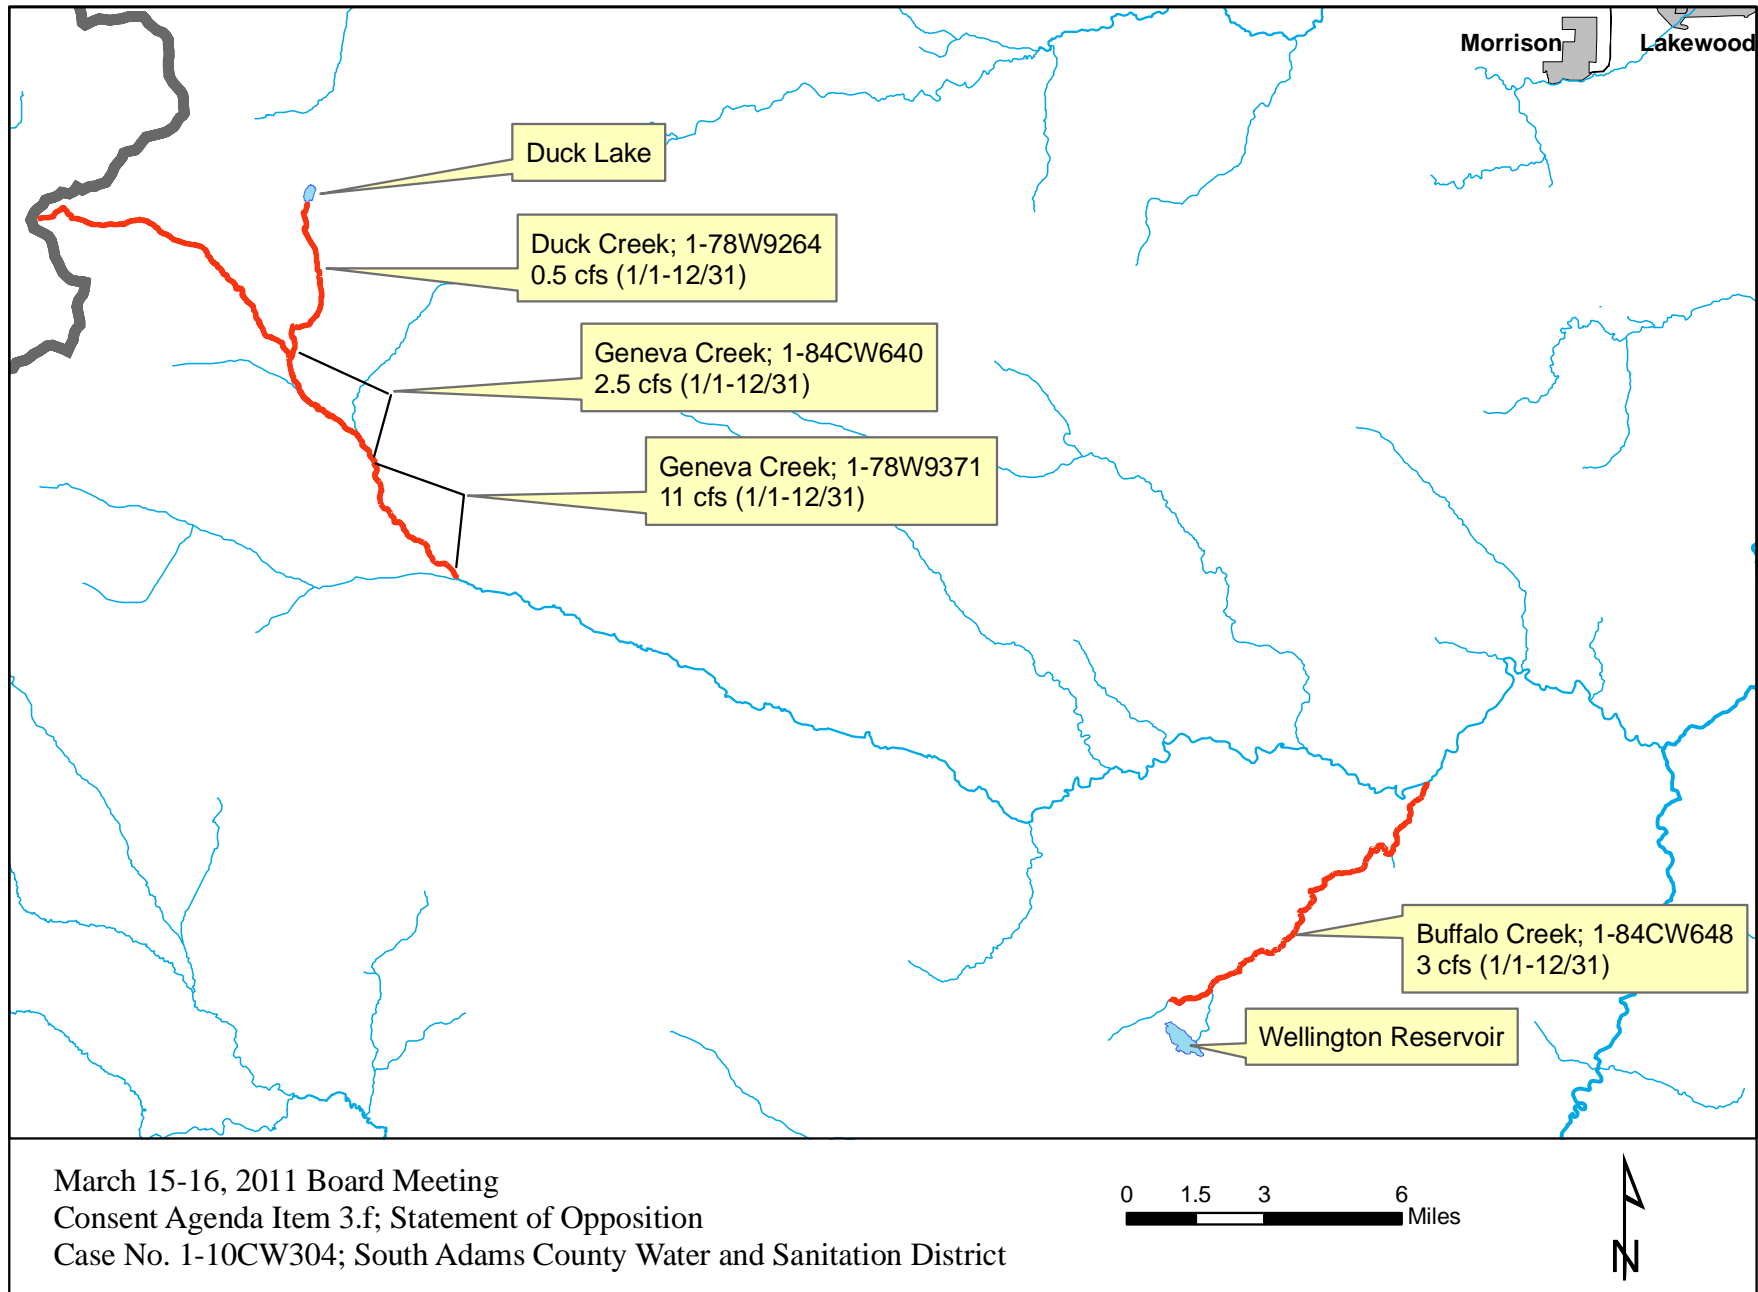 Morrison
Lakewood
Duck Lake
Duck Creek; 1-78W9264
0.5 cfs (1/1-12/31)
Geneva Creek; 1-84CW640
2.5 cfs (1/1-12/31)
Geneva Creek; 1-78W9371
11 cfs (1/1-12/31)
Buffalo Creek; 1-84CW648
3 cfs (1/1-12/31)
Wellington Reservoir
March 15-16, 2011 Board Meeting
Consent Agenda Item 3.f; Statement of Opposition
Case No. 1-10CW304; South Adams County Water and Sanitation District
0 1.5 3 6
Miles
N